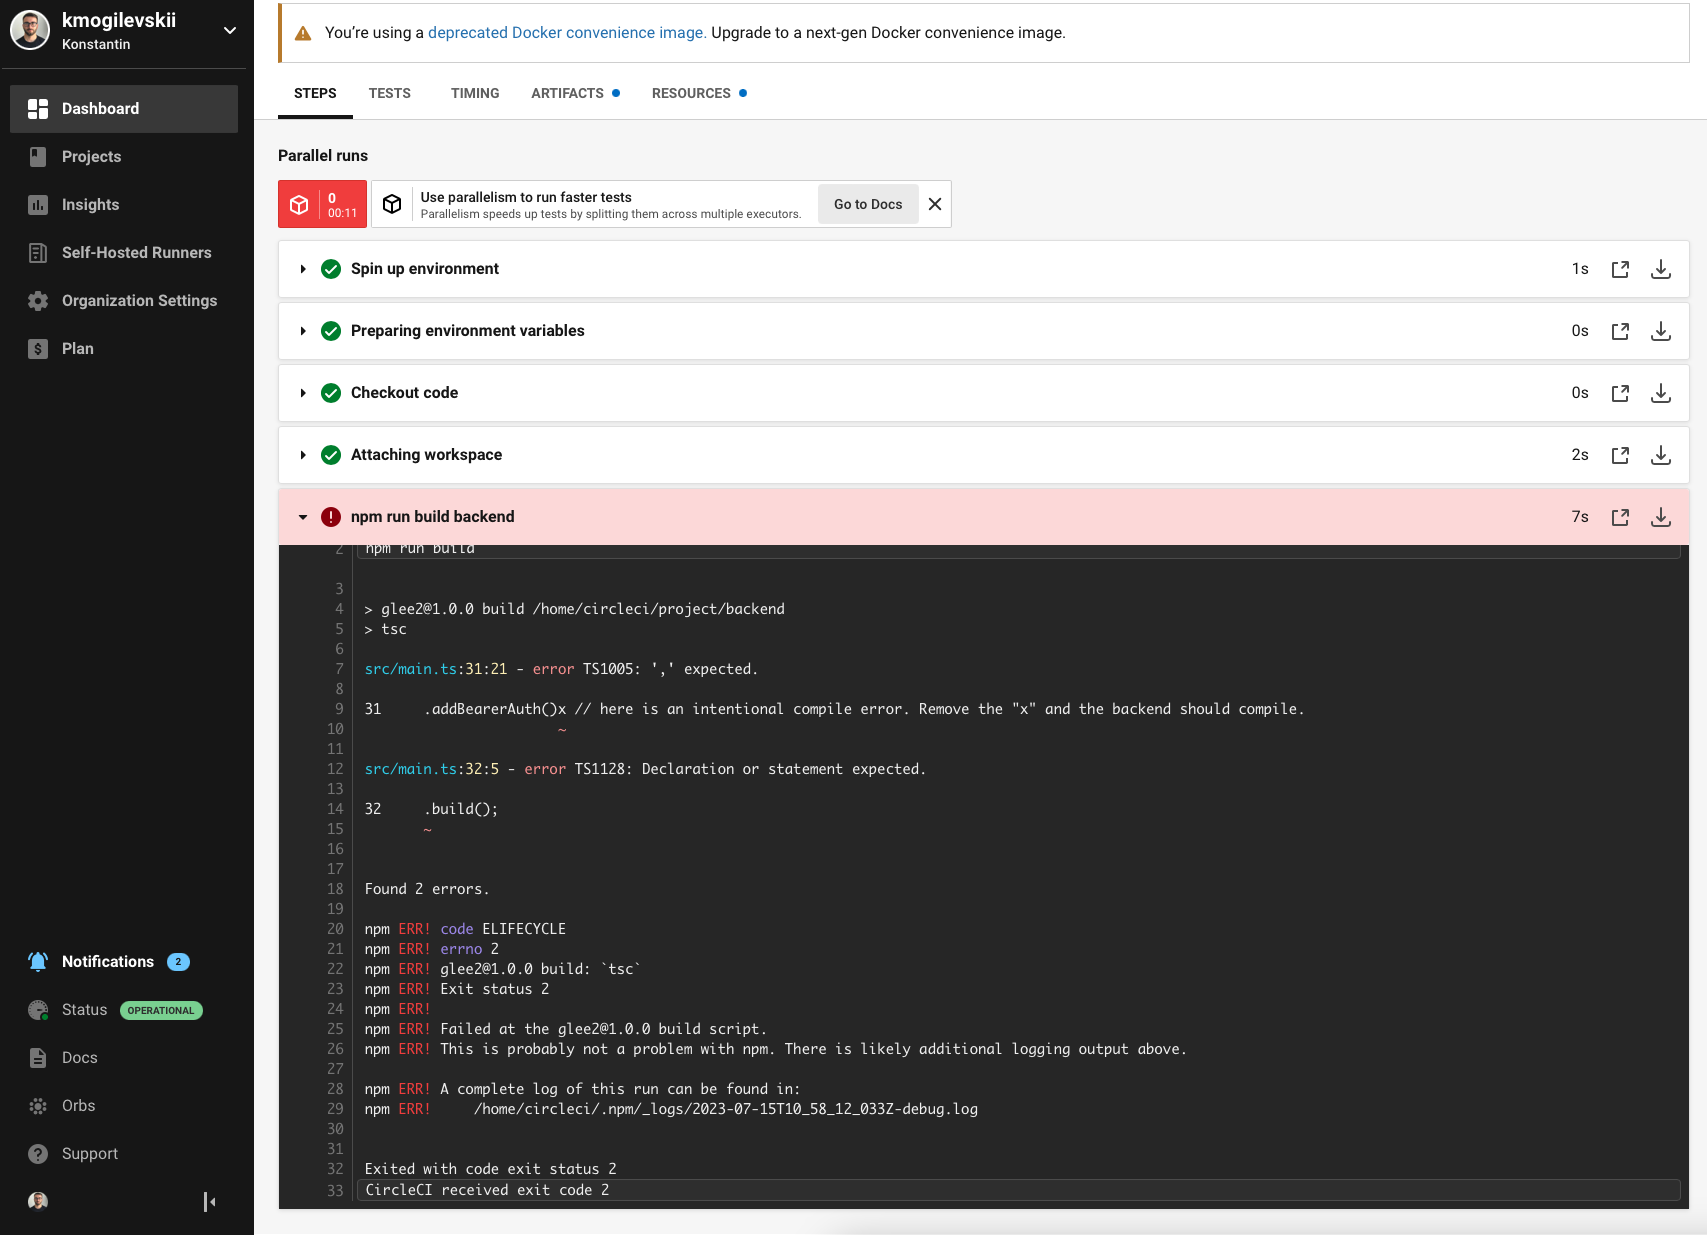 kmogilevskii
Konstantin
Dashboard
Projects
Insights
Self-Hosted Runners
Organization Settings
Plan
Notifications 2
Status OPERATIONAL
Docs
Orbs
Support
You're using a deprecated Docker convenience image. Upgrade to a next-gen Docker convenience image.
STEPS TESTS TIMING ARTIFACTS RESOURCES
Parallel runs
0
00:11
Use parallelism to run faster tests
Parallelism speeds up tests by splitting them across multiple executors.
Go to Docs
Spin up environment 1s
Preparing environment variables 0s
Checkout code 0s
Attaching workspace 2s
npm run build backend 7s
2 npm run build
3
4 > glee2@1.0.0 build /home/circleci/project/backend
5 > tsc
6
7 src/main.ts:31:21 - error TS1005: ',' expected.
8
9 31     .addBearerAuth()x // here is an intentional compile error. Remove the "x" and the backend should compile.
10 ~
11
12 src/main.ts:32:5 - error TS1128: Declaration or statement expected.
13
14 32     .build();
15 ~
16
17
18 Found 2 errors.
19
20 npm ERR! code ELIFECYCLE
21 npm ERR! errno 2
22 npm ERR! glee2@1.0.0 build: `tsc`
23 npm ERR! Exit status 2
24 npm ERR!
25 npm ERR! Failed at the glee2@1.0.0 build script.
26 npm ERR! This is probably not a problem with npm. There is likely additional logging output above.
27
28 npm ERR! A complete log of this run can be found in:
29 npm ERR!     /home/circleci/.npm/_logs/2023-07-15T10_58_12_033Z-debug.log
30
31
32 Exited with code exit status 2
33 CircleCI received exit code 2